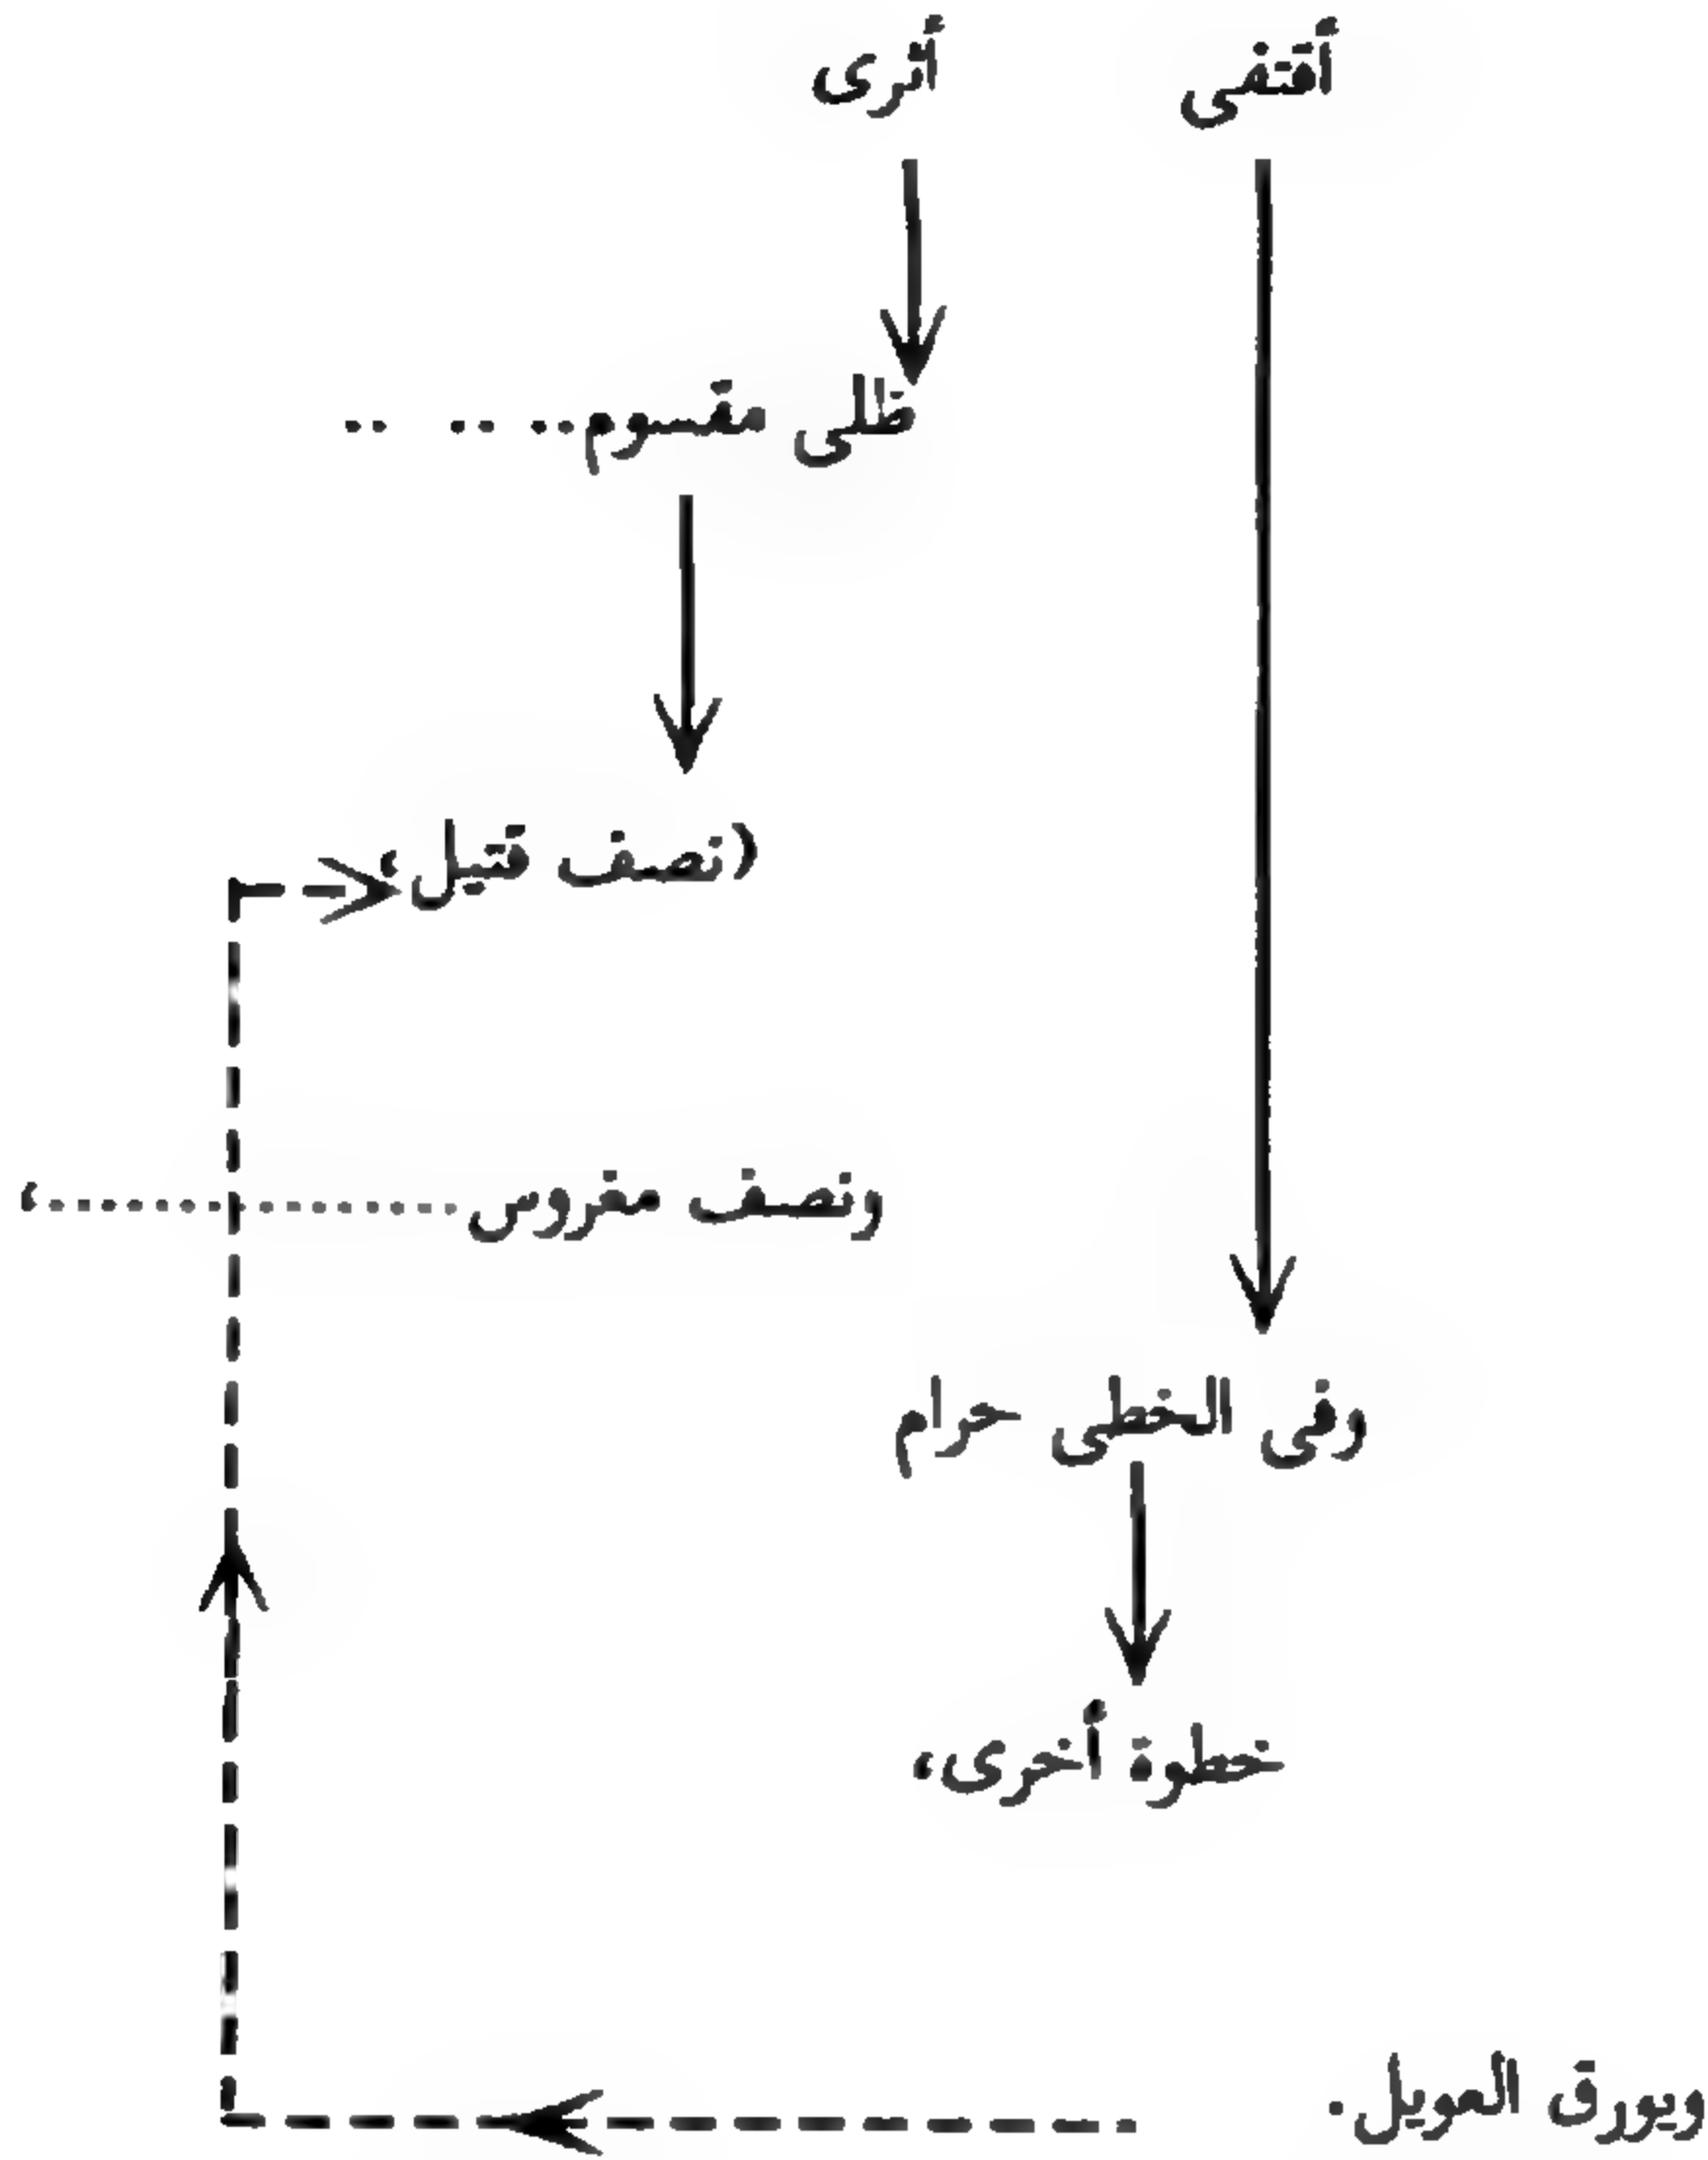 أقتفى أثرى
ظلى مقسوم.... .. ..
(نصف قتيل،
ونصف مغروس................،
وفى الخطى حرام
خطوة أخرى،
ويورق العويل.